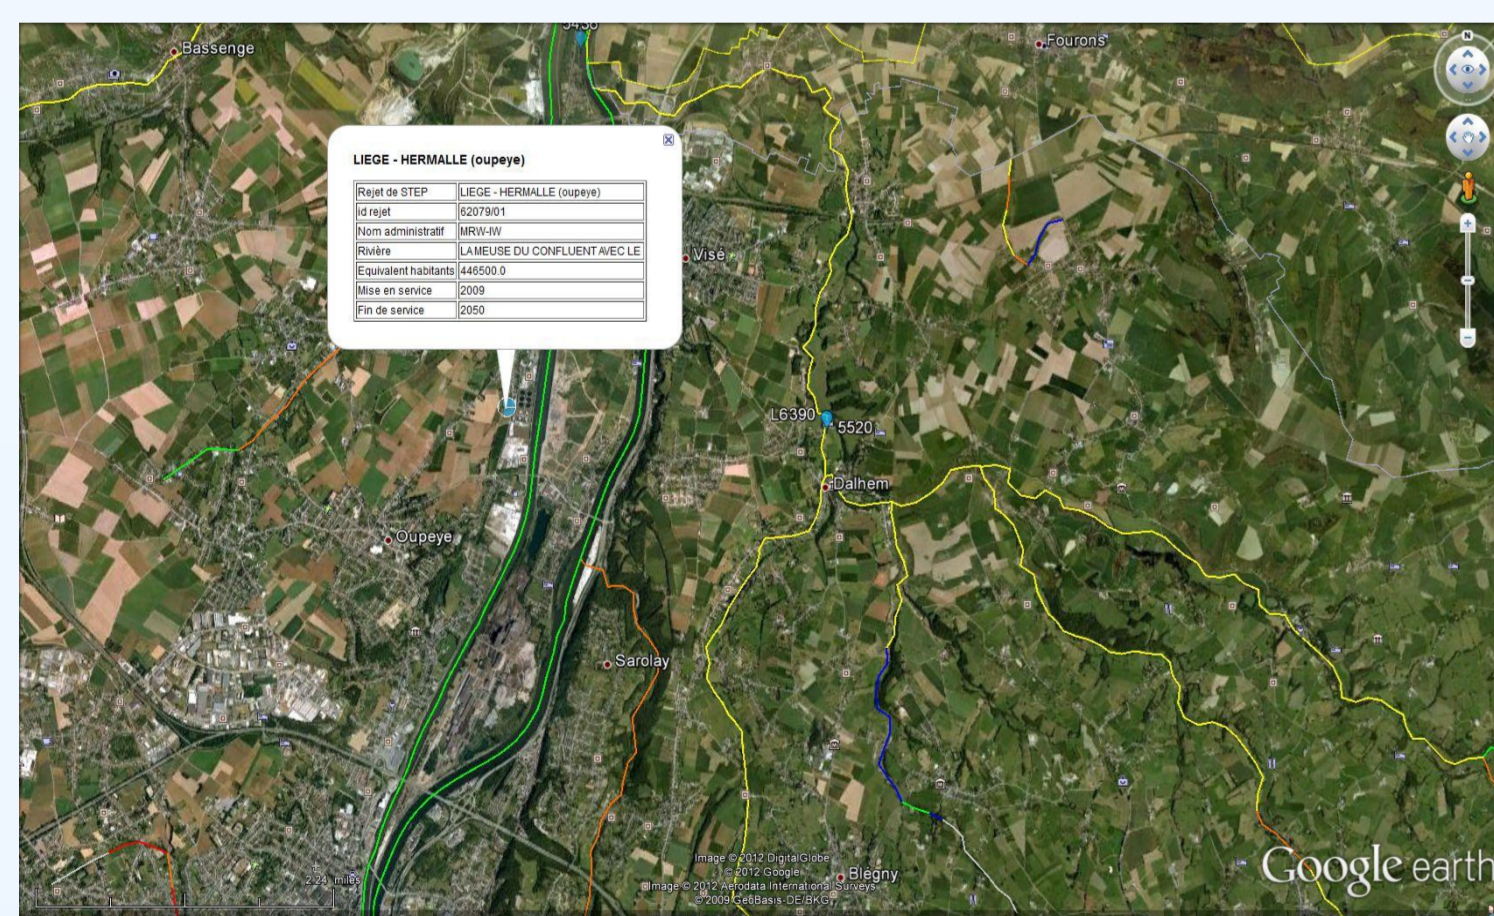 5438
Bassenge
Fourons
N
LIEGE - HERMALLE (oupeye)
Rejet de STEP LIEGE - HERMALLE (oupeye)
id rejet 62079/01
Nom administratif MRW-IW
Rivière LA MEUSE DU CONFLUENT AVEC LE
Equivalent habitants 446500.0
Mise en service 2009
Fin de service 2050
Visé
L6390
5520
Dalhem
Oupeye
Sarolay
Blégny
2.24 miles
Image © 2012 DigitalGlobe
© 2012 Google
Image © 2012 Aerodata International Surveys
© 2009 GeoBasis-DE/BKG
Google earth